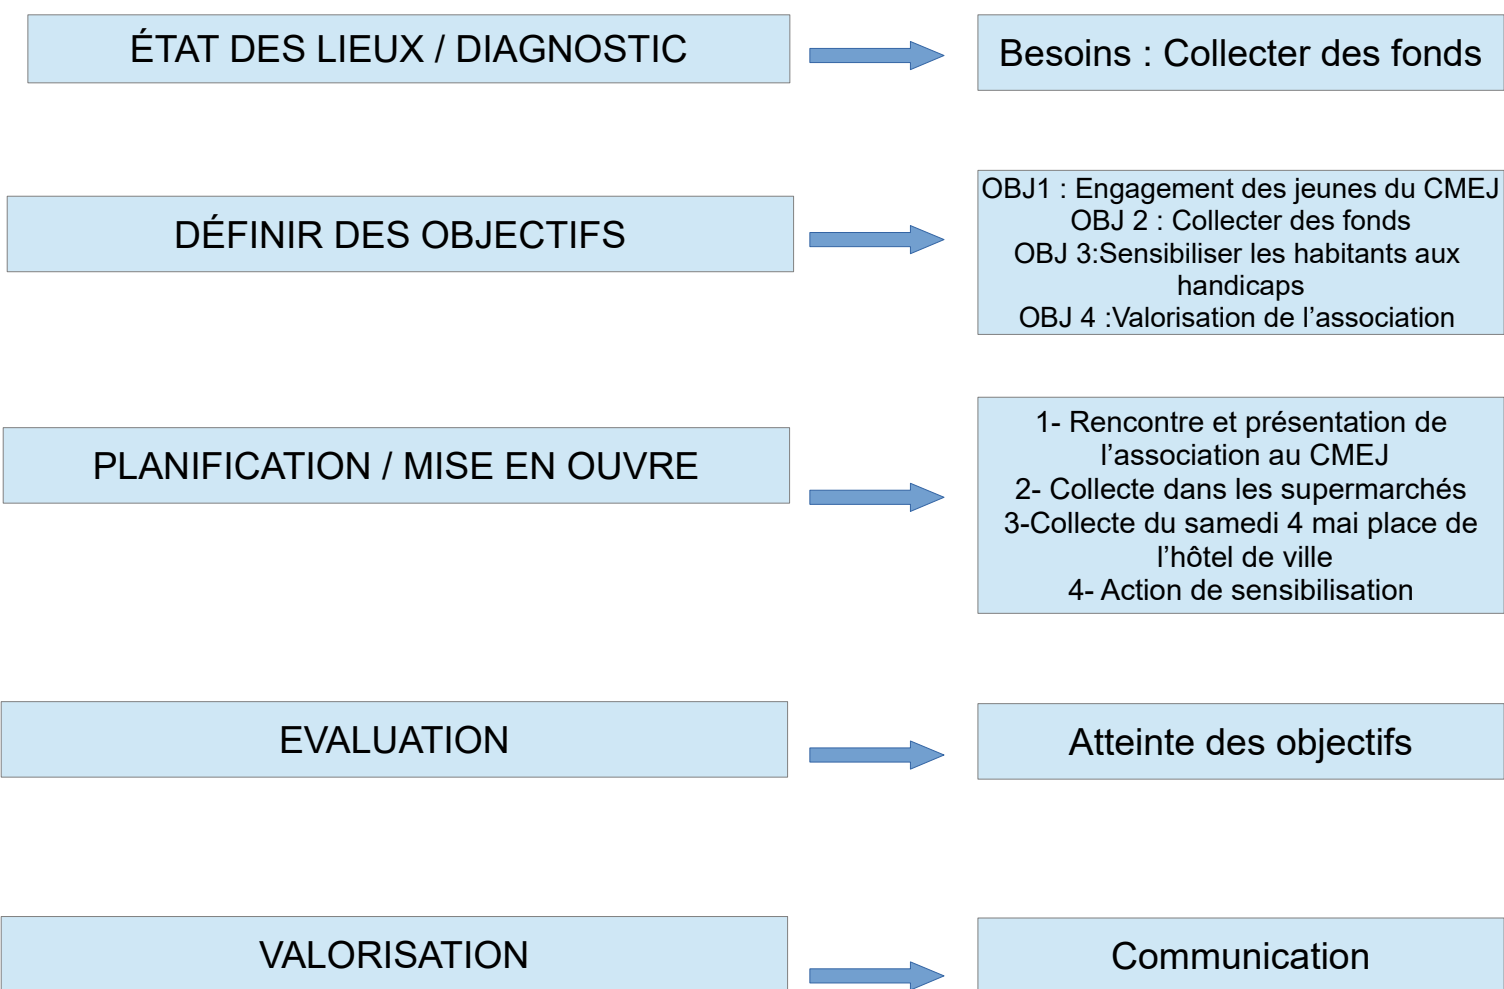 ÉTAT DES LIEUX / DIAGNOSTIC
Besoins : Collecter des fonds
DÉFINIR DES OBJECTIFS
OBJ1 : Engagement des jeunes du CMEJ
OBJ 2 : Collecter des fonds
OBJ 3:Sensibiliser les habitants aux
handicaps
OBJ 4 :Valorisation de l’association
PLANIFICATION / MISE EN OUVRE
1- Rencontre et présentation de
l’association au CMEJ
2- Collecte dans les supermarchés
3-Collecte du samedi 4 mai place de
l’hôtel de ville
4- Action de sensibilisation
EVALUATION
Atteinte des objectifs
VALORISATION
Communication